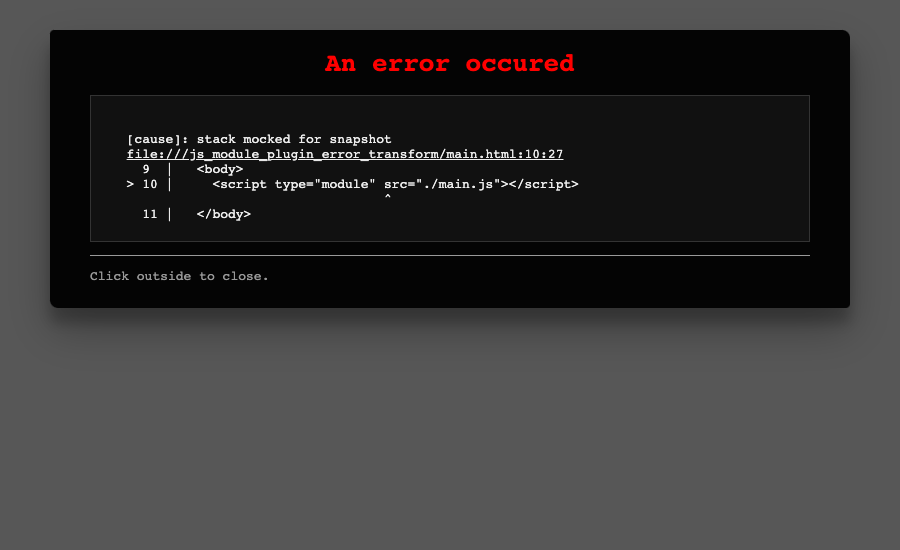 An error occured
[cause]: stack mocked for snapshot
file:///js_module_plugin_error_transform/main.html:10:27
  9  |   <body>
> 10 |     <script type="module" src="./main.js"></script>
                                 ^
  11 |   </body>
Click outside to close.